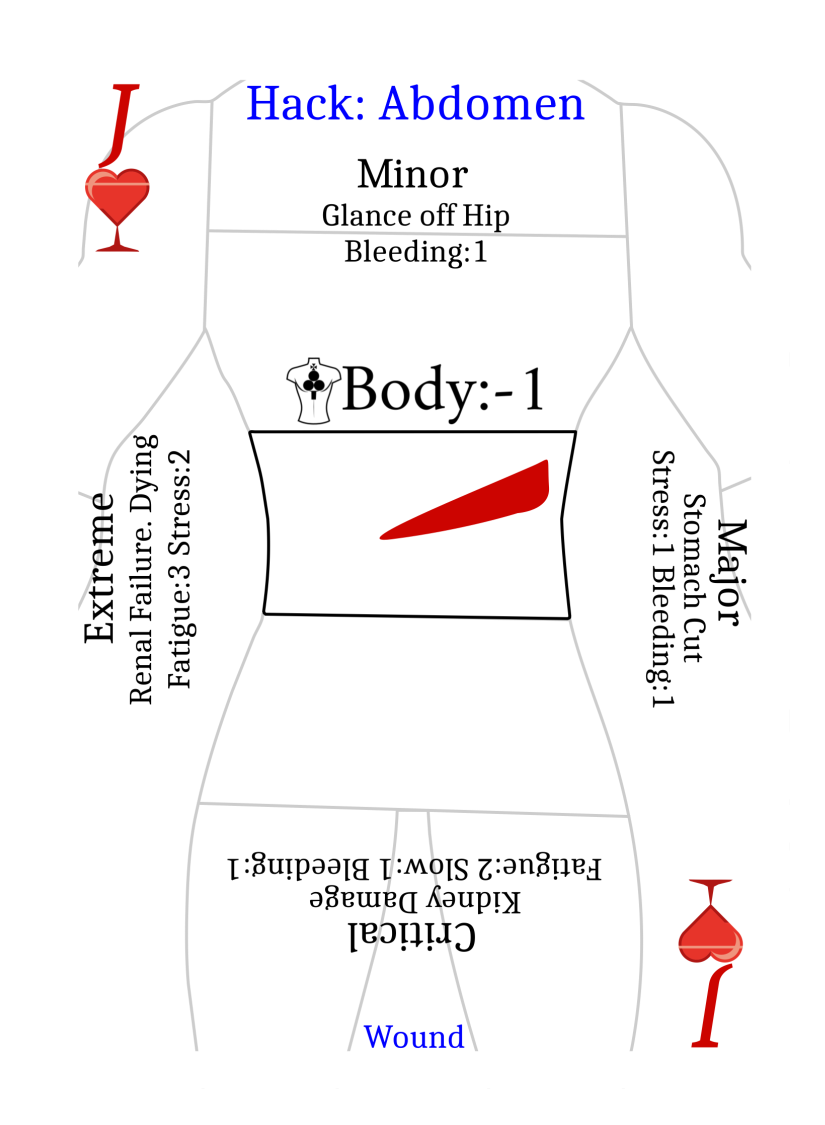 J
Hack: Abdomen
Minor
Glance off Hip
Bleeding:1
Body:-1
Extreme
Renal Failure. Dying
Fatigue:3 Stress:2
Major
Stomach Cut
Stress:1 Bleeding:1
Critical
Kidney Damage
Fatigue:2 Slow:1 Bleeding:1
Wound
J